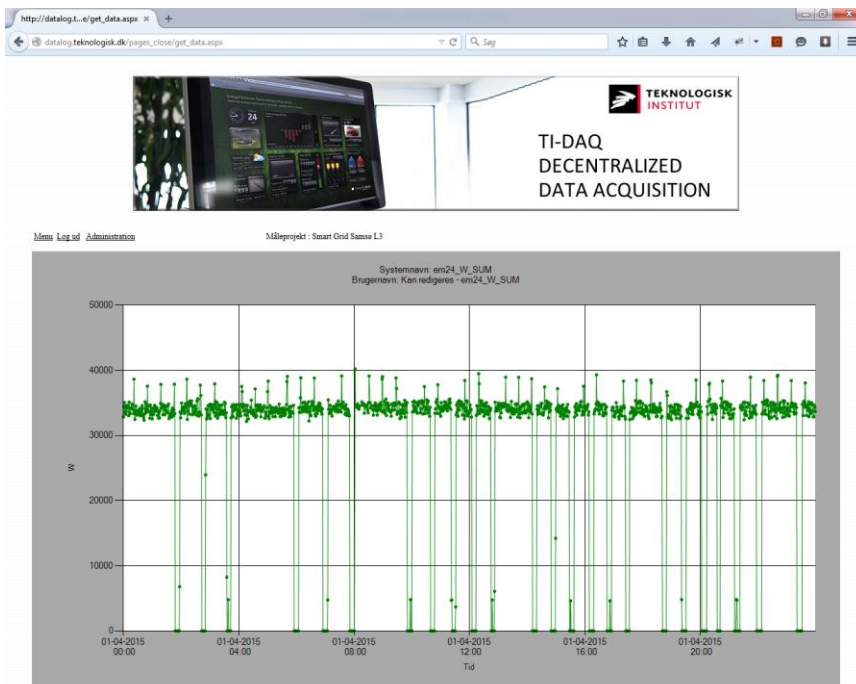 http://datalog.t...e/get_data.aspx
datalog.teknologisk.dk/pages_close/get_data.aspx
Søg
24
TEKNOLOGISK
INSTITUT
TI-DAQ
DECENTRALIZED
DATA ACQUISITION
Menu Log ud Administration
Måleprojekt : Smart Grid Samsø L3
Systemnavn: em24_W_SUM
Brugernavn: Kan redigeres - em24_W_SUM
50000
40000
30000
W
20000
10000
0
01-04-2015 01-04-2015 01-04-2015 01-04-2015 01-04-2015 01-04-2015
00:00 04:00 08:00 12:00 16:00 20:00
Tid